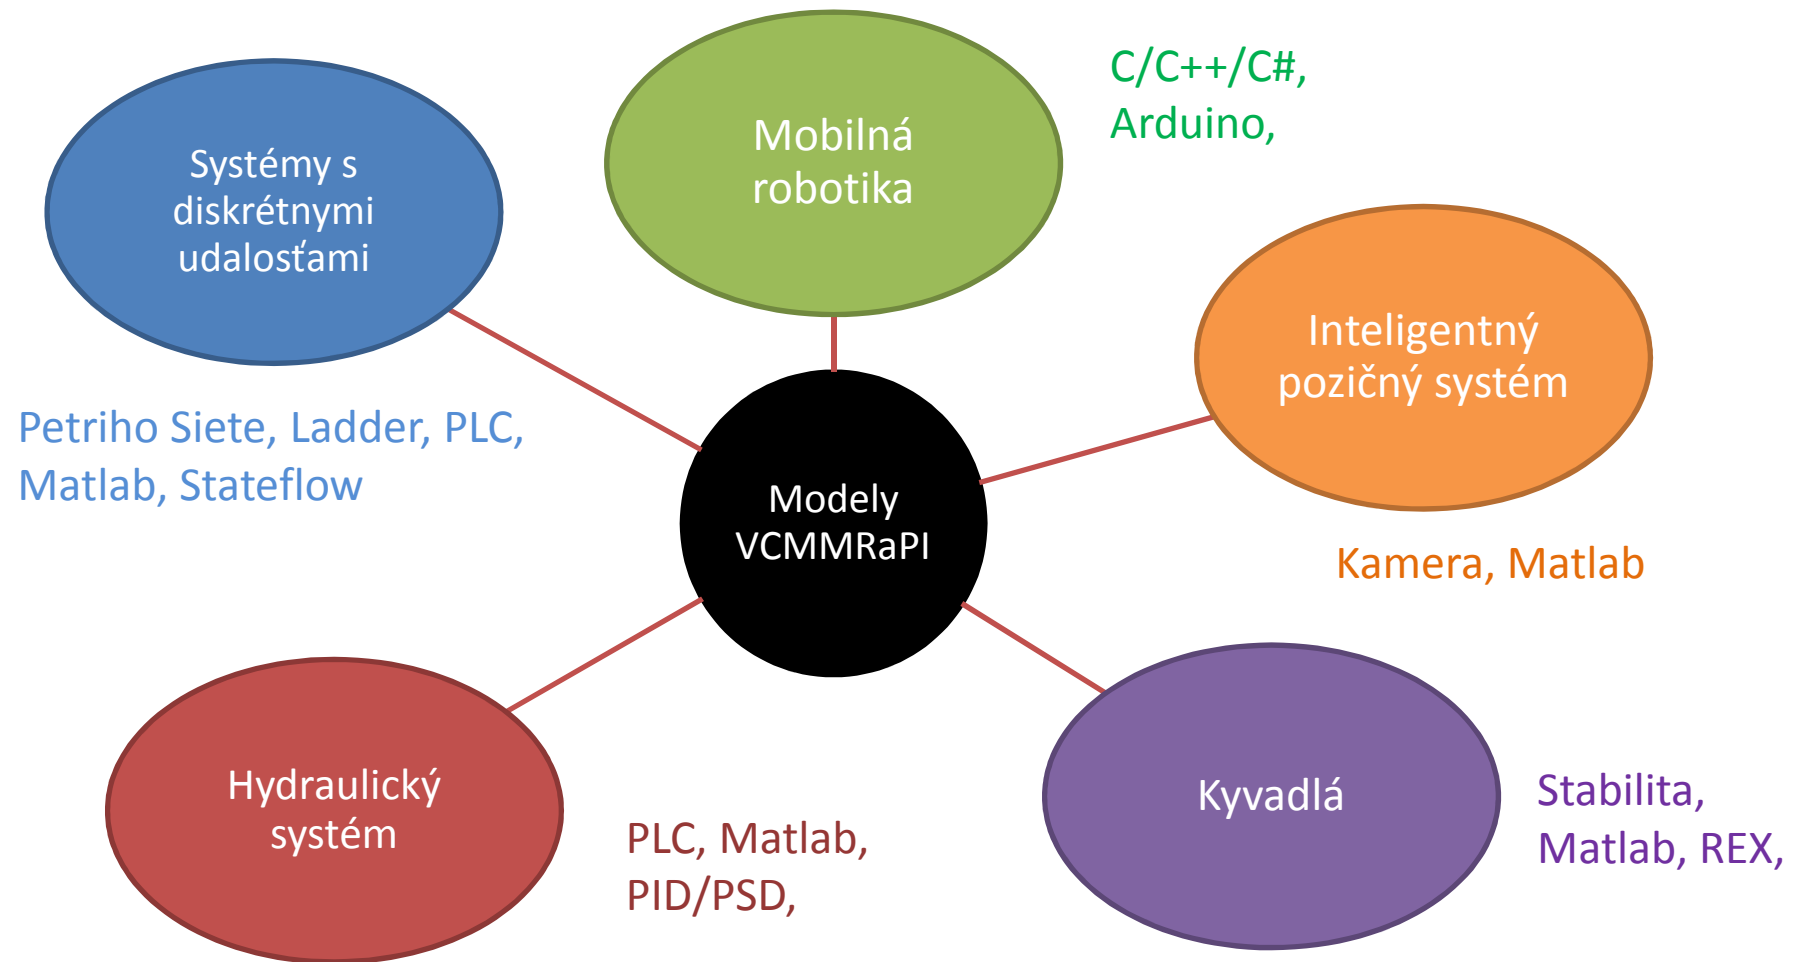 Systémy s
diskrétnymi
udalosťami
Petriho Siete, Ladder, PLC,
Matlab, Stateflow
Mobilná
robotika
C/C++/C#,
Arduino,
Inteligentný
pozičný systém
Kamera, Matlab
Modely
VCMMRaPI
Hydraulický
systém
PLC, Matlab,
PID/PSD,
Kyvadlá
Stabilita,
Matlab, REX,